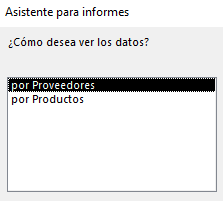 Asistente para informes
¿Cómo desea ver los datos?
por Proveedores
por Productos